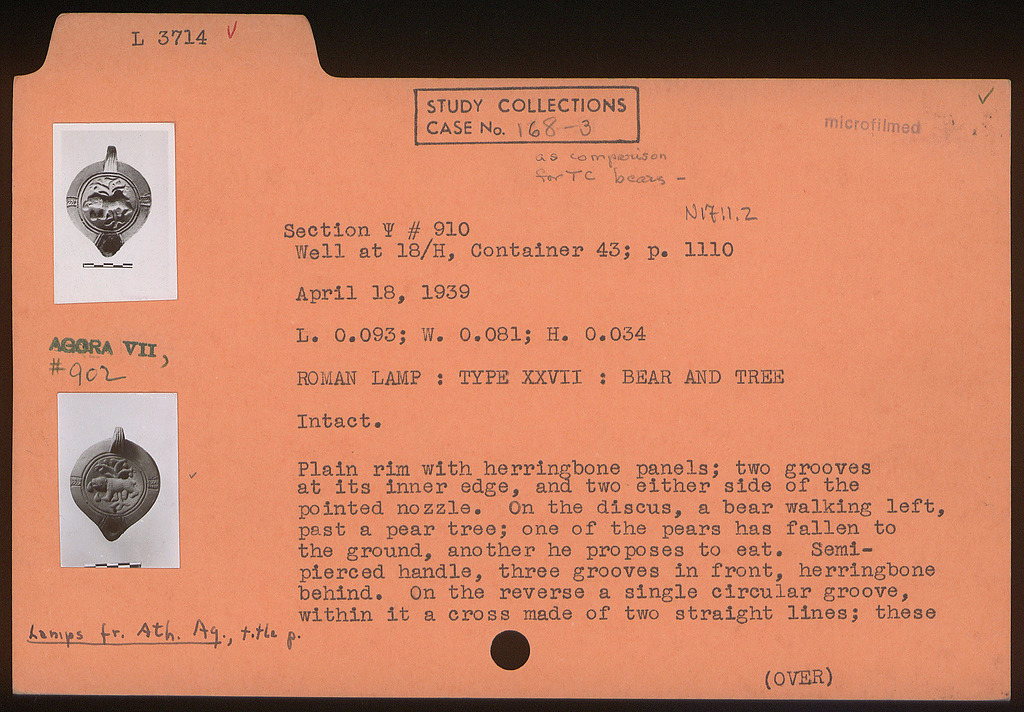 L 3714 ✓
✓
STUDY COLLECTIONS
CASE No. 168-3
microfilmed
as comparison
for TC bears -
N1711.2
Section Ψ # 910
Well at 18/H, Container 43; p. 1110
April 18, 1939
L. 0.093; W. 0.081; H. 0.034
AGORA VII,
#902
ROMAN LAMP : TYPE XXVII : BEAR AND TREE
Intact.
Plain rim with herringbone panels; two grooves
at its inner edge, and two either side of the
pointed nozzle. On the discus, a bear walking left,
past a pear tree; one of the pears has fallen to
the ground, another he proposes to eat. Semi-
pierced handle, three grooves in front, herringbone
behind. On the reverse a single circular groove,
within it a cross made of two straight lines; these
Lamps fr. Ath. Ag., title p.
(OVER)